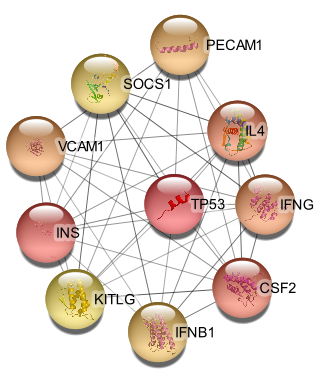 PECAM1
SOCS1
IL4
VCAM1
TP53
IFNG
INS
CSF2
KITLG
IFNB1